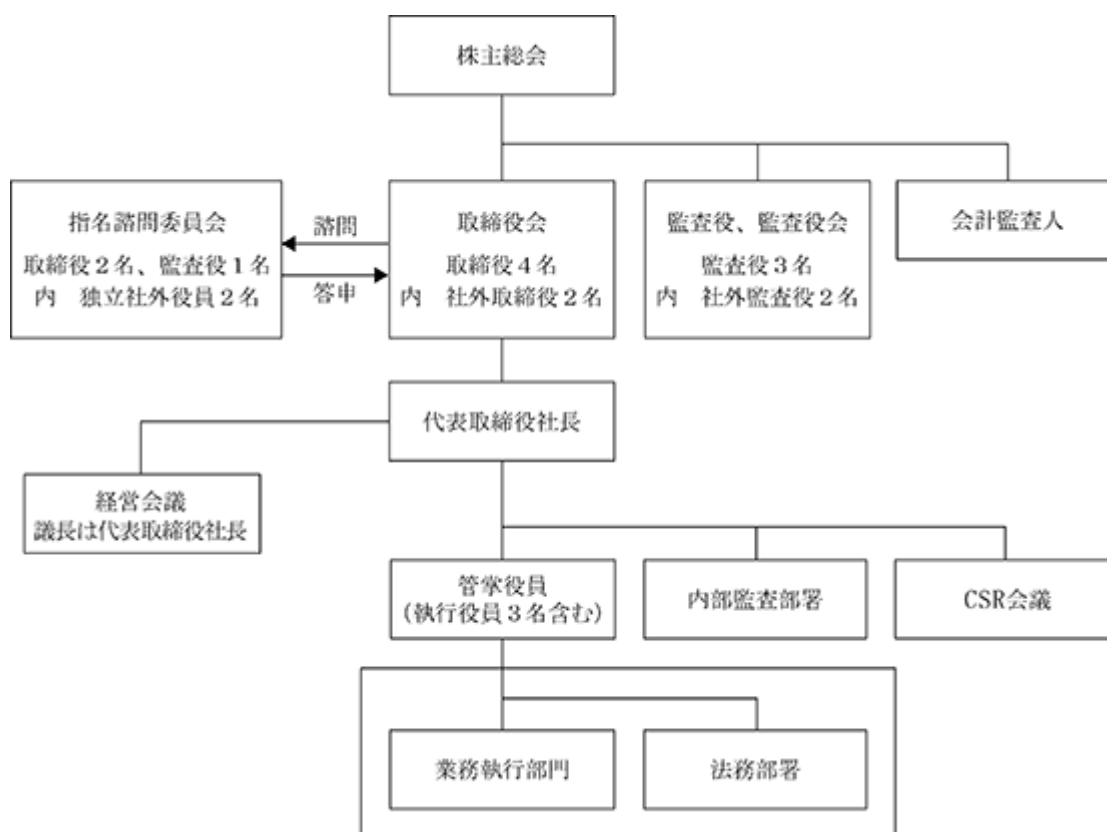 株主総会
指名諮問委員会
取締役２名、監査役１名
内　独立社外役員２名
諮問
答申
取締役会
取締役４名
内　社外取締役２名
監査役、監査役会
監査役３名
内　社外監査役２名
会計監査人
代表取締役社長
経営会議
議長は代表取締役社長
管掌役員
（執行役員３名含む）
内部監査部署
CSR会議
業務執行部門
法務部署